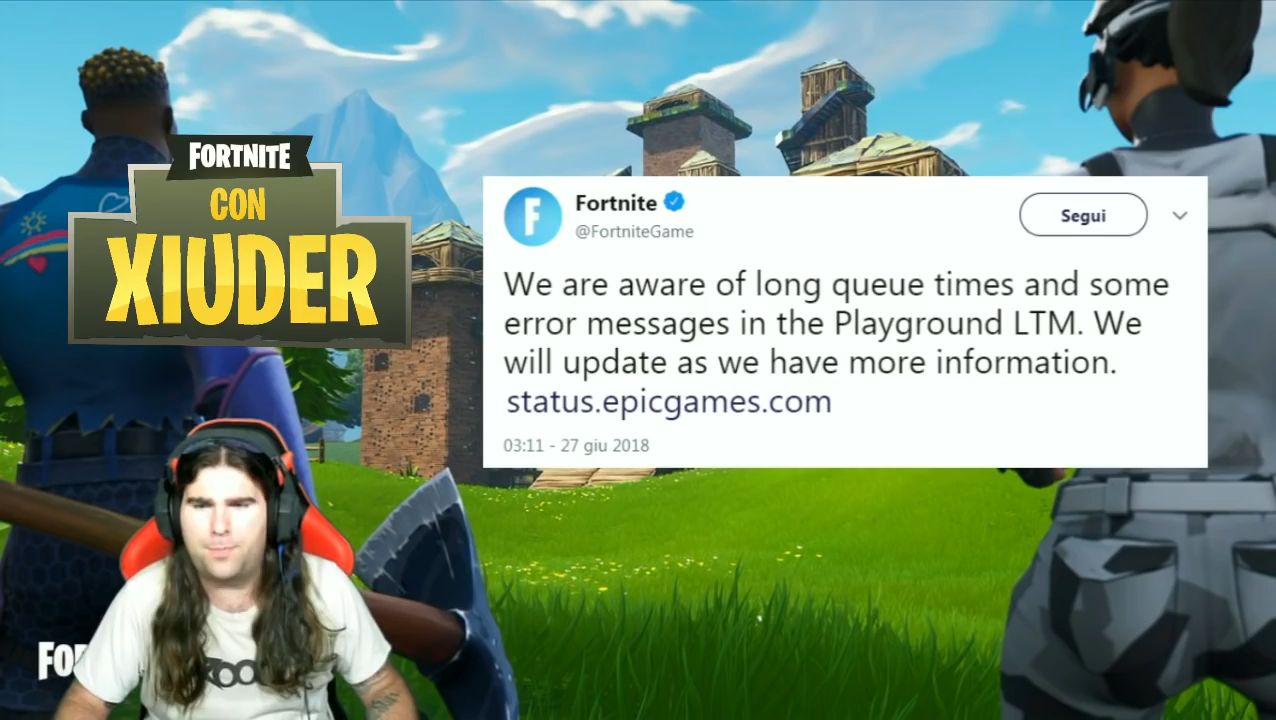 FORTNITE
CON
XIUDER
Fortnite
@FortniteGame
Segui
We are aware of long queue times and some
error messages in the Playground LTM. We
will update as we have more information.
status.epicgames.com
03:11 - 27 giu 2018